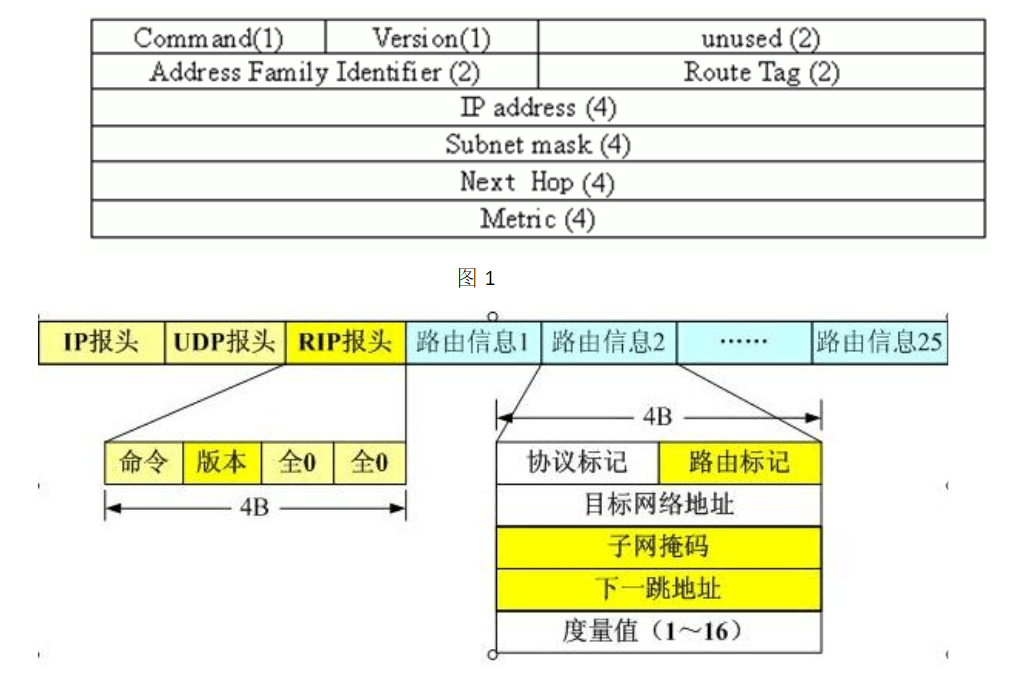 Command(1) Version(1) unused (2)
Address Family Identifier (2) Route Tag (2)
IP address (4)
Subnet mask (4)
Next Hop (4)
Metric (4)
图 1
IP报头 UDP报头 RIP报头 路由信息1 路由信息2 …… 路由信息25
4B
命令 版本 全0 全0
协议标记 路由标记
4B
目标网络地址
子网掩码
下一跳地址
度量值（1～16）